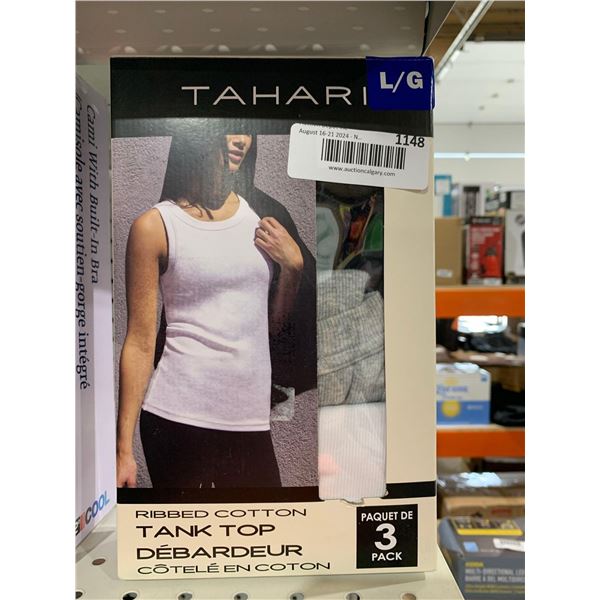 TAHARI
L/G
August 16-21 2024 - N...
1148
www.auctioncalgary.com
Cami With Built-In Bra
Camisole avec soutien-gorge intégré
COOL
RIBBED COTTON
TANK TOP
DÉBARDEUR
CÔTELÉ EN COTON
PAQUET DE
3
PACK